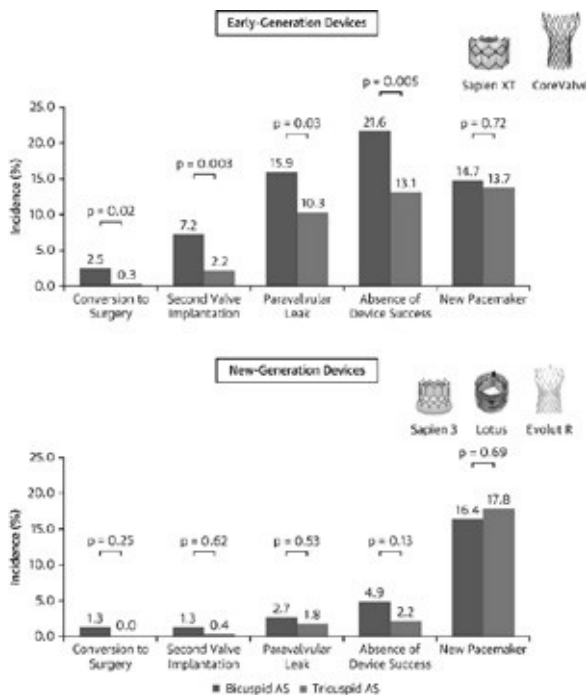 Early-Generation Devices
Sapien XT
CoreValve
Incidence (%)
25.0
20.0
15.0
10.0
5.0
0.0
p = 0.02
2.5
0.3
p = 0.003
7.2
2.2
p = 0.03
15.9
10.3
p = 0.005
21.6
13.1
p = 0.72
14.7
13.7
Conversion to
Surgery
Second Valve
Implantation
Paravalvular
Leak
Absence of
Device Success
New Pacemaker
New-Generation Devices
Sapien 3
Lotus
Evolut R
Incidence (%)
25.0
20.0
15.0
10.0
5.0
0.0
p = 0.25
1.3
0.0
p = 0.62
1.3
0.4
p = 0.53
2.7
1.8
p = 0.13
4.9
2.2
p = 0.69
16.4
17.8
Conversion to
Surgery
Second Valve
Implantation
Paravalvular
Leak
Absence of
Device Success
New Pacemaker
Bicuspid AS
Tricuspid AS